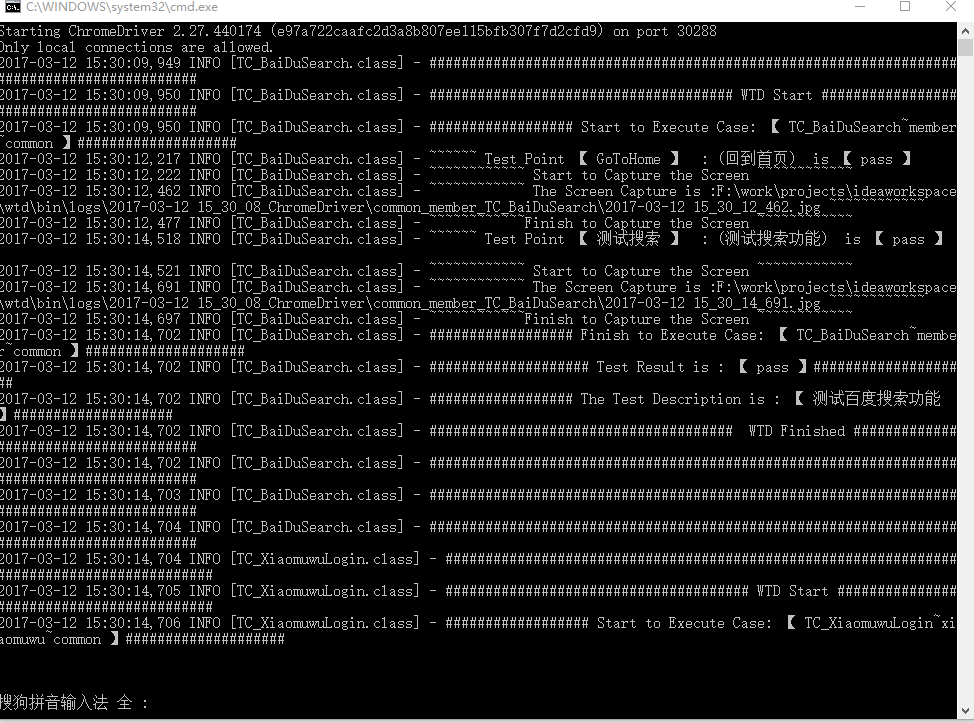 C:\WINDOWS\system32\cmd.exe
Starting ChromeDriver 2.27.440174 (e97a722caafc2d3a8b807ee115bfb307f7d2cfd9) on port 30288
Only local connections are allowed.
2017-03-12 15:30:09,949 INFO [TC_BaiDuSearch.class] - ##################################################################
#########################
2017-03-12 15:30:09,950 INFO [TC_BaiDuSearch.class] - ###################################### WTD Start #################
#########################
2017-03-12 15:30:09,950 INFO [TC_BaiDuSearch.class] - ################## Start to Execute Case: 【 TC_BaiDuSearch~member
~common 】####################
2017-03-12 15:30:12,217 INFO [TC_BaiDuSearch.class] - ~~~~~~ Test Point 【 GoToHome 】 :（回到首页） is 【 pass 】
2017-03-12 15:30:12,222 INFO [TC_BaiDuSearch.class] - ~~~~~~~~~~~~ Start to Capture the Screen ~~~~~~~~~~~~
2017-03-12 15:30:12,462 INFO [TC_BaiDuSearch.class] - ~~~~~~~~~~~~ The Screen Capture is :F:\work\projects\ideaworkspace
\wtd\bin\logs\2017-03-12 15_30_08_ChromeDriver\common_member_TC_BaiDuSearch\2017-03-12 15_30_12_462.jpg ~~~~~~~~~~~~
2017-03-12 15:30:12,477 INFO [TC_BaiDuSearch.class] - ~~~~~~~~~~~~Finish to Capture the Screen ~~~~~~~~~~~~
2017-03-12 15:30:14,518 INFO [TC_BaiDuSearch.class] - ~~~~~~ Test Point 【 测试搜索 】 :（测试搜索功能） is 【 pass 】
2017-03-12 15:30:14,521 INFO [TC_BaiDuSearch.class] - ~~~~~~~~~~~~ Start to Capture the Screen ~~~~~~~~~~~~
2017-03-12 15:30:14,691 INFO [TC_BaiDuSearch.class] - ~~~~~~~~~~~~ The Screen Capture is :F:\work\projects\ideaworkspace
\wtd\bin\logs\2017-03-12 15_30_08_ChromeDriver\common_member_TC_BaiDuSearch\2017-03-12 15_30_14_691.jpg ~~~~~~~~~~~~
2017-03-12 15:30:14,697 INFO [TC_BaiDuSearch.class] - ~~~~~~~~~~~~Finish to Capture the Screen ~~~~~~~~~~~~
2017-03-12 15:30:14,702 INFO [TC_BaiDuSearch.class] - ################## Finish to Execute Case: 【 TC_BaiDuSearch~membe
r~common 】####################
2017-03-12 15:30:14,702 INFO [TC_BaiDuSearch.class] - #################### Test Result is : 【 pass 】##################
##
2017-03-12 15:30:14,702 INFO [TC_BaiDuSearch.class] - ################## The Test Description is : 【 测试百度搜索功能
】####################
2017-03-12 15:30:14,702 INFO [TC_BaiDuSearch.class] - ######################################  WTD Finished #############
#########################
2017-03-12 15:30:14,702 INFO [TC_BaiDuSearch.class] - ##################################################################
#########################
2017-03-12 15:30:14,703 INFO [TC_BaiDuSearch.class] - ##################################################################
#########################
2017-03-12 15:30:14,704 INFO [TC_BaiDuSearch.class] - ##################################################################
#########################
2017-03-12 15:30:14,704 INFO [TC_XiaomuwuLogin.class] - ################################################################
###########################
2017-03-12 15:30:14,705 INFO [TC_XiaomuwuLogin.class] - ###################################### WTD Start ###############
###########################
2017-03-12 15:30:14,706 INFO [TC_XiaomuwuLogin.class] - ################## Start to Execute Case: 【 TC_XiaomuwuLogin~xi
aomuwu~common 】####################
搜狗拼音输入法 全 :